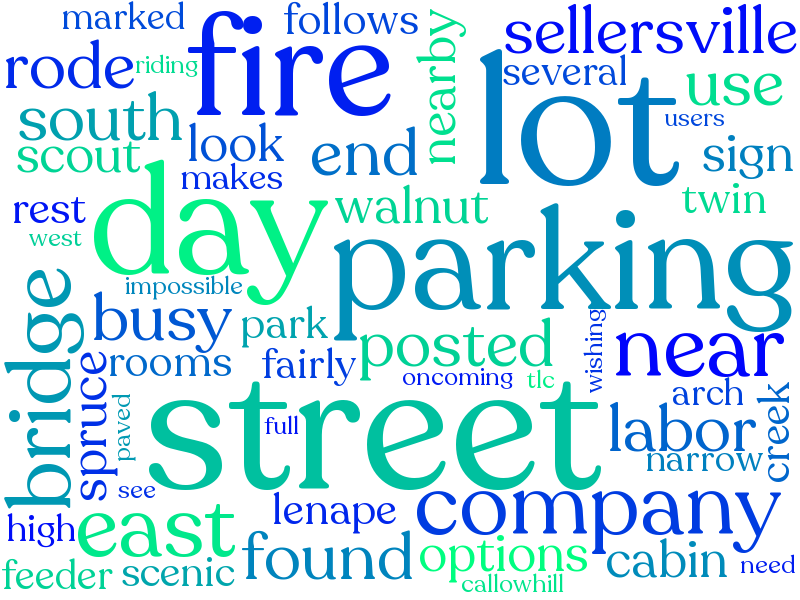 marked
follows
sellersville
rode
riding
fire
nearby
several
lot
use
users
south
scout
look
makes
end
sign
rest
west
day
walnut
twin
impossible
parking
bridge
busy
park
rooms
fairly
posted
wishing
near
oncoming
tlc
arch
spruce
paved
full
street
labor
narrow
creek
see
high
east
lenape
company
feeder
scenic
found
options
callowhill
cabin
need